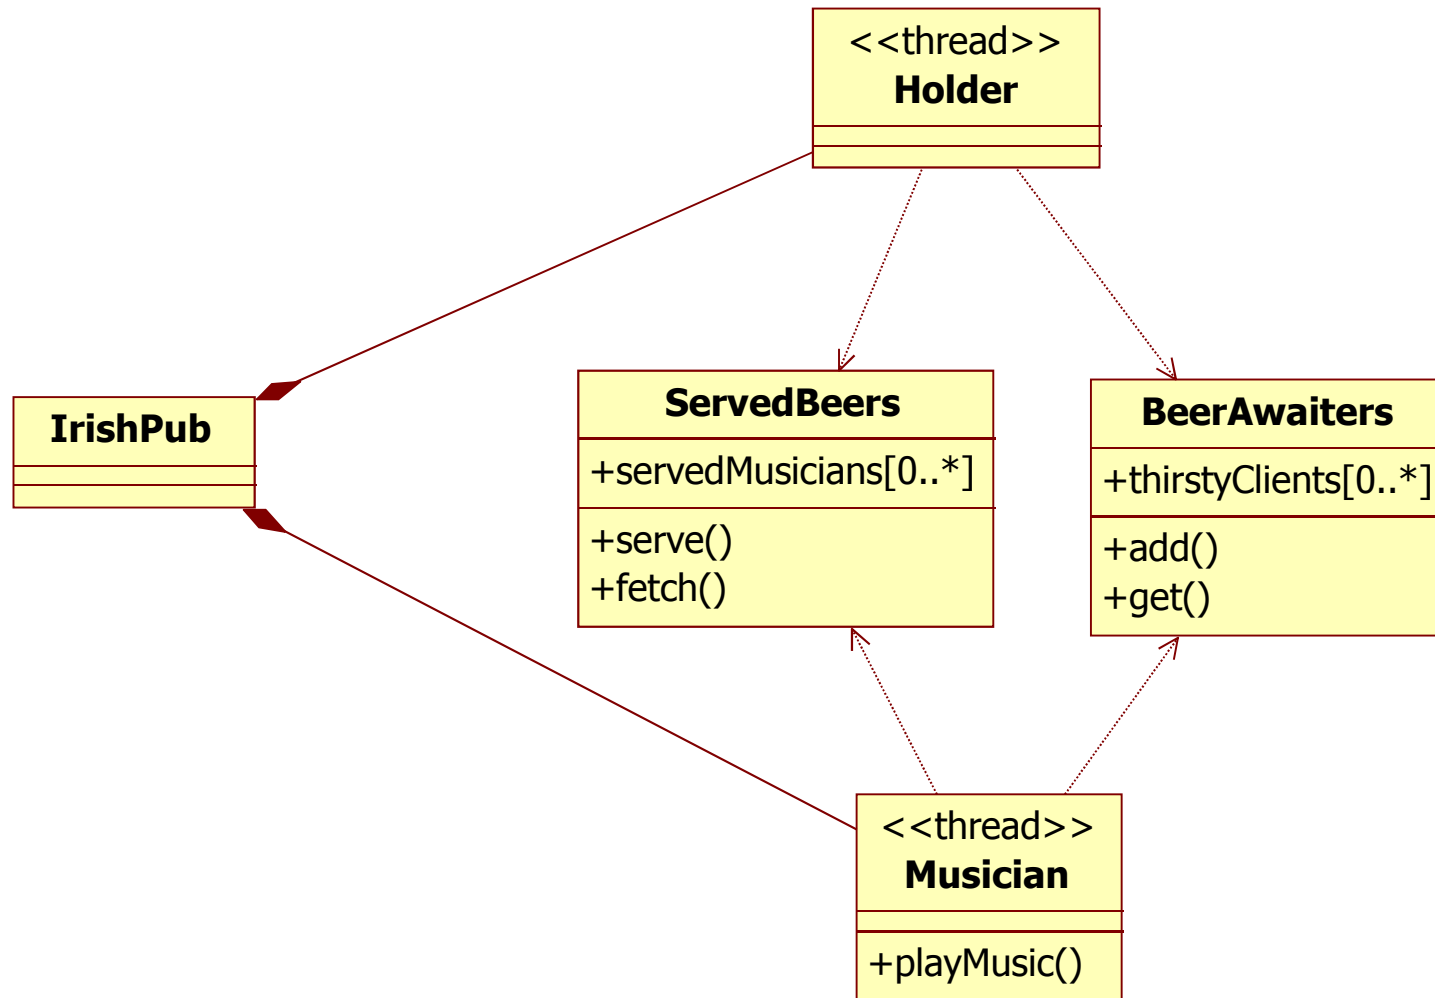 <<thread>>
Holder
IrishPub
ServedBeers
+servedMusicians[0..*]
+serve()
+fetch()
BeerAwaiters
+thirstyClients[0..*]
+add()
+get()
<<thread>>
Musician
+playMusic()